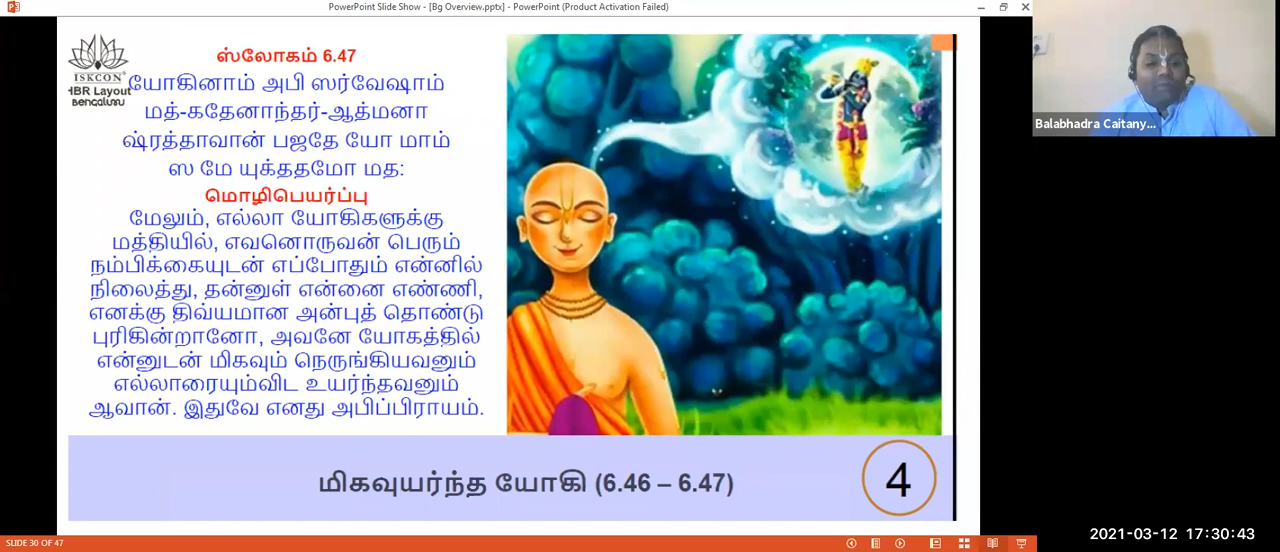 PowerPoint Slide Show - [Bg Overview.pptx] - PowerPoint (Product Activation Failed)
ISKCON
HBR Layout
Bengaluru
ஸ்லோகம் 6.47
யோகினாம் அபி ஸர்வேஷாம்
மத்-கதேனாந்தர்-ஆத்மனா
ஷ்ரத்தாவான் பஜதே யோ மாம்
ஸ மே யுக்ததமோ மத:
மொழிபெயர்ப்பு
மேலும், எல்லா யோகிகளுக்கு
மத்தியில், எவனொருவன் பெரும்
நம்பிக்கையுடன் எப்போதும் என்னில்
நிலைத்து, தன்னுள் என்னை எண்ணி,
எனக்கு திவ்யமான அன்புத் தொண்டு
புரிகின்றானோ, அவனே யோகத்தில்
என்னுடன் மிகவும் நெருங்கியவனும்
எல்லாரையும்விட உயர்ந்தவனும்
ஆவான். இதுவே எனது அபிப்பிராயம்.
மிகவுயர்ந்த யோகி (6.46 – 6.47)
4
Balabhadra Caitany...
SLIDE 30 OF 47
2021-03-12 17:30:43